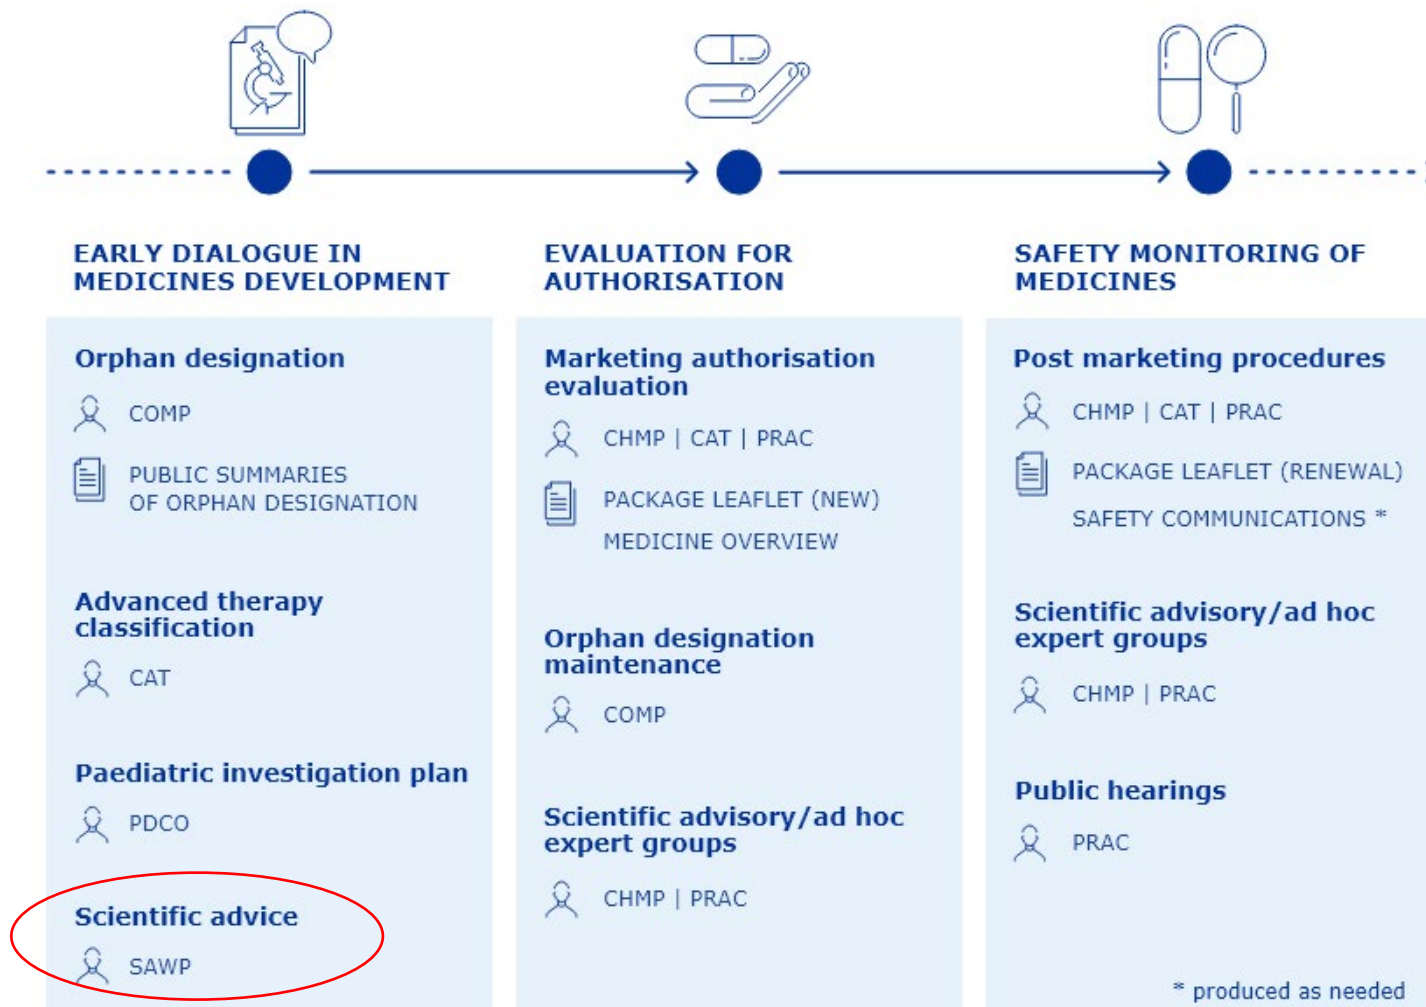 EARLY DIALOGUE IN
MEDICINES DEVELOPMENT
Orphan designation
COMP
PUBLIC SUMMARIES
OF ORPHAN DESIGNATION
Advanced therapy
classification
CAT
Paediatric investigation plan
PDCO
Scientific advice
SAWP
EVALUATION FOR
AUTHORISATION
Marketing authorisation
evaluation
CHMP | CAT | PRAC
PACKAGE LEAFLET (NEW)
MEDICINE OVERVIEW
Orphan designation
maintenance
COMP
Scientific advisory/ad hoc
expert groups
CHMP | PRAC
SAFETY MONITORING OF
MEDICINES
Post marketing procedures
CHMP | CAT | PRAC
PACKAGE LEAFLET (RENEWAL)
SAFETY COMMUNICATIONS *
Scientific advisory/ad hoc
expert groups
CHMP | PRAC
Public hearings
PRAC
* produced as needed